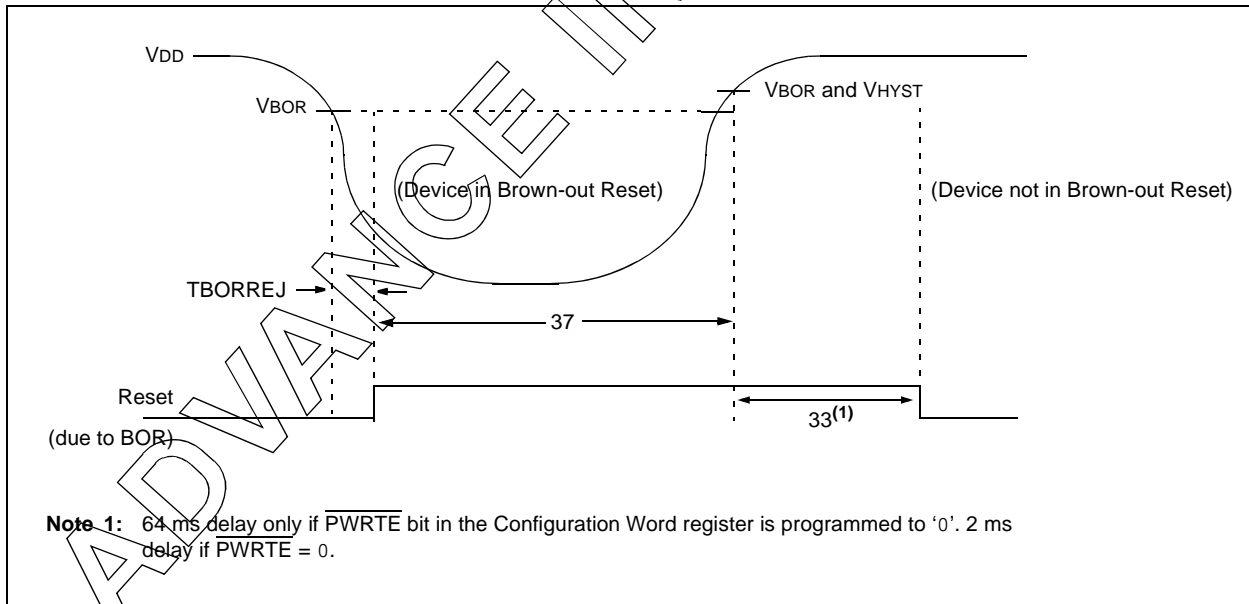 VDD
VBOR
VBOR and VHYST
(Device in Brown-out Reset)
(Device not in Brown-out Reset)
TBORREJ
37
Reset
(due to BOR)
33(1)
Note 1: 64 ms delay only if PWRTE bit in the Configuration Word register is programmed to ‘0’. 2 ms
delay if PWRTE = 0.
ADVANCE